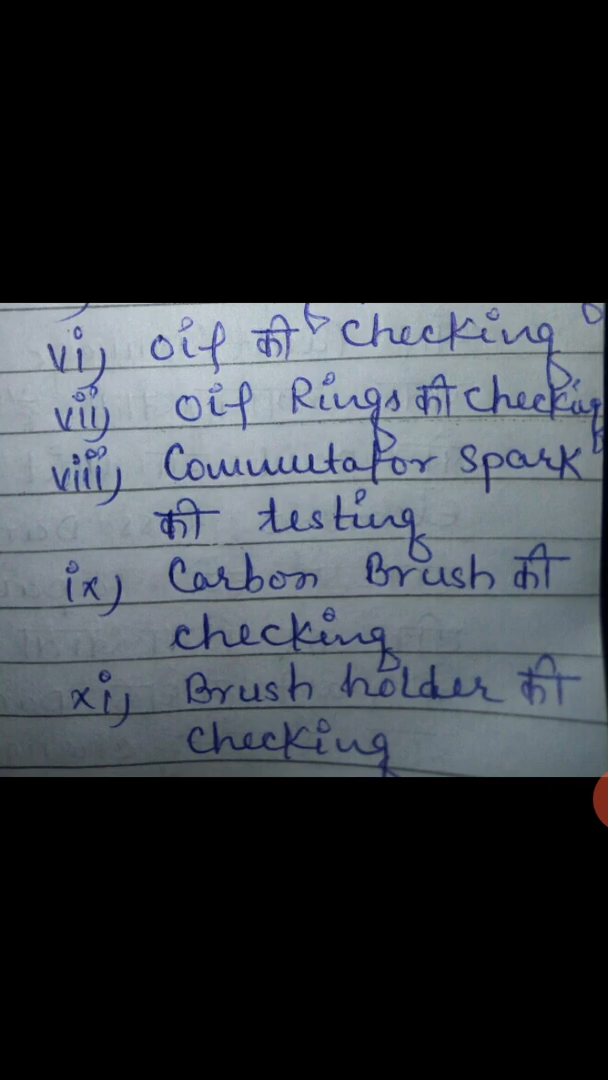 vi) oil की checking
vii) oil Rings की checking
viii) Commutator spark
की testing
ix) Carbon Brush की
checking
xi) Brush holder की
checking